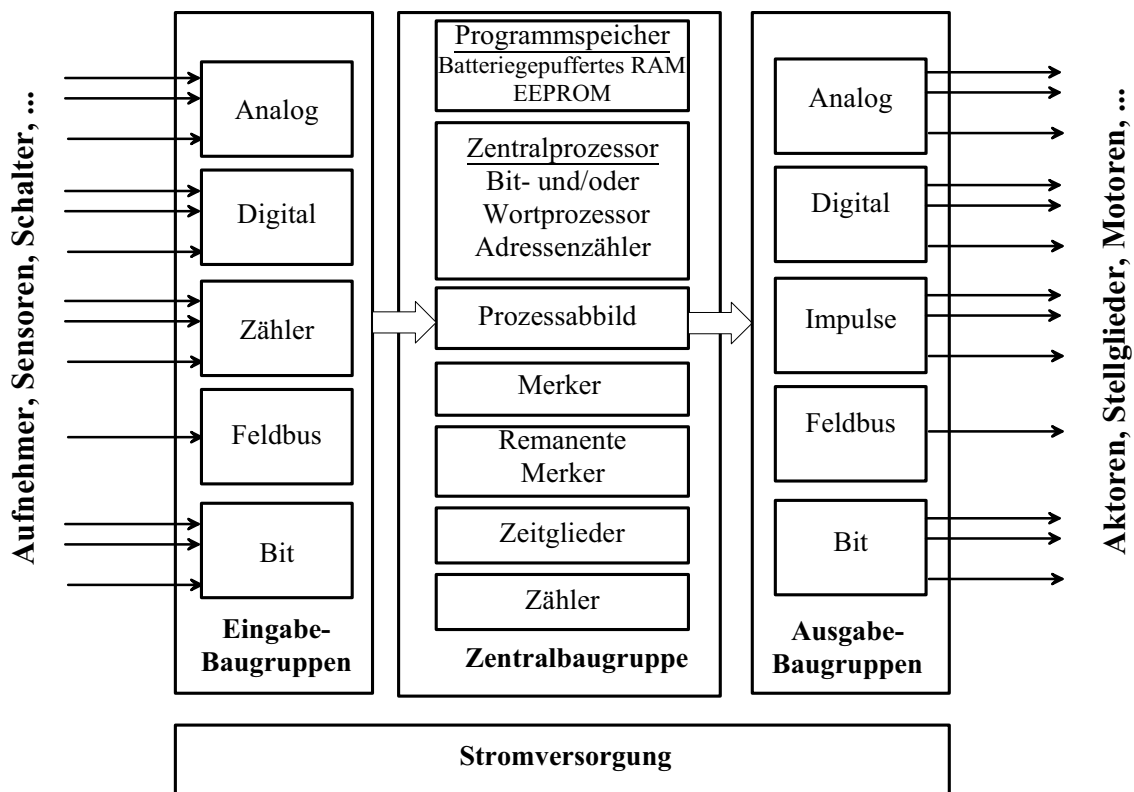 Aufnehmer, Sensoren, Schalter, ...
Analog
Digital
Zähler
Feldbus
Bit
Eingabe-
Baugruppen
Programmspeicher
Batteriegepuffertes RAM
EEPROM
Zentralprozessor
Bit- und/oder
Wortprozessor
Adressenzähler
Prozessabbild
Merker
Remanente
Merker
Zeitglieder
Zähler
Zentralbaugruppe
Analog
Digital
Impulse
Feldbus
Bit
Ausgabe-
Baugruppen
Aktoren, Stellglieder, Motoren, ...
Stromversorgung